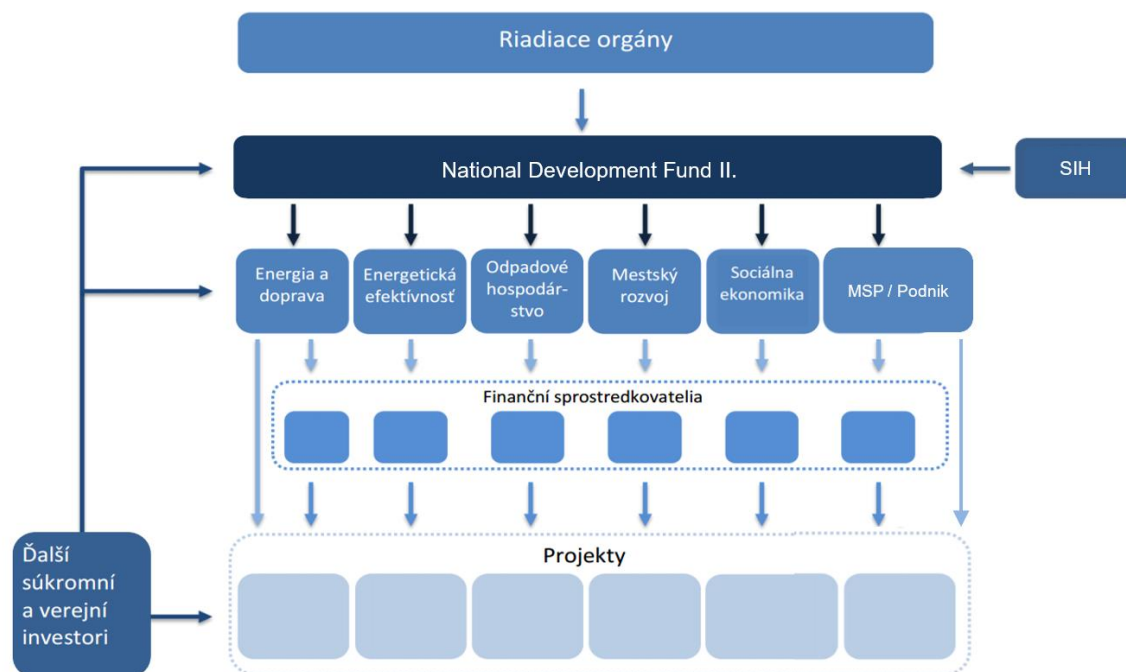 Riadiace orgány
National Development Fund II.
SIH
Energia a
doprava
Energetická
efektívnosť
Odpadové
hospodár-
stvo
Mestský
rozvoj
Sociálna
ekonomika
MSP / Podnik
Finanční sprostredkovatelia
Projekty
Ďalší
súkromní
a verejní
investori